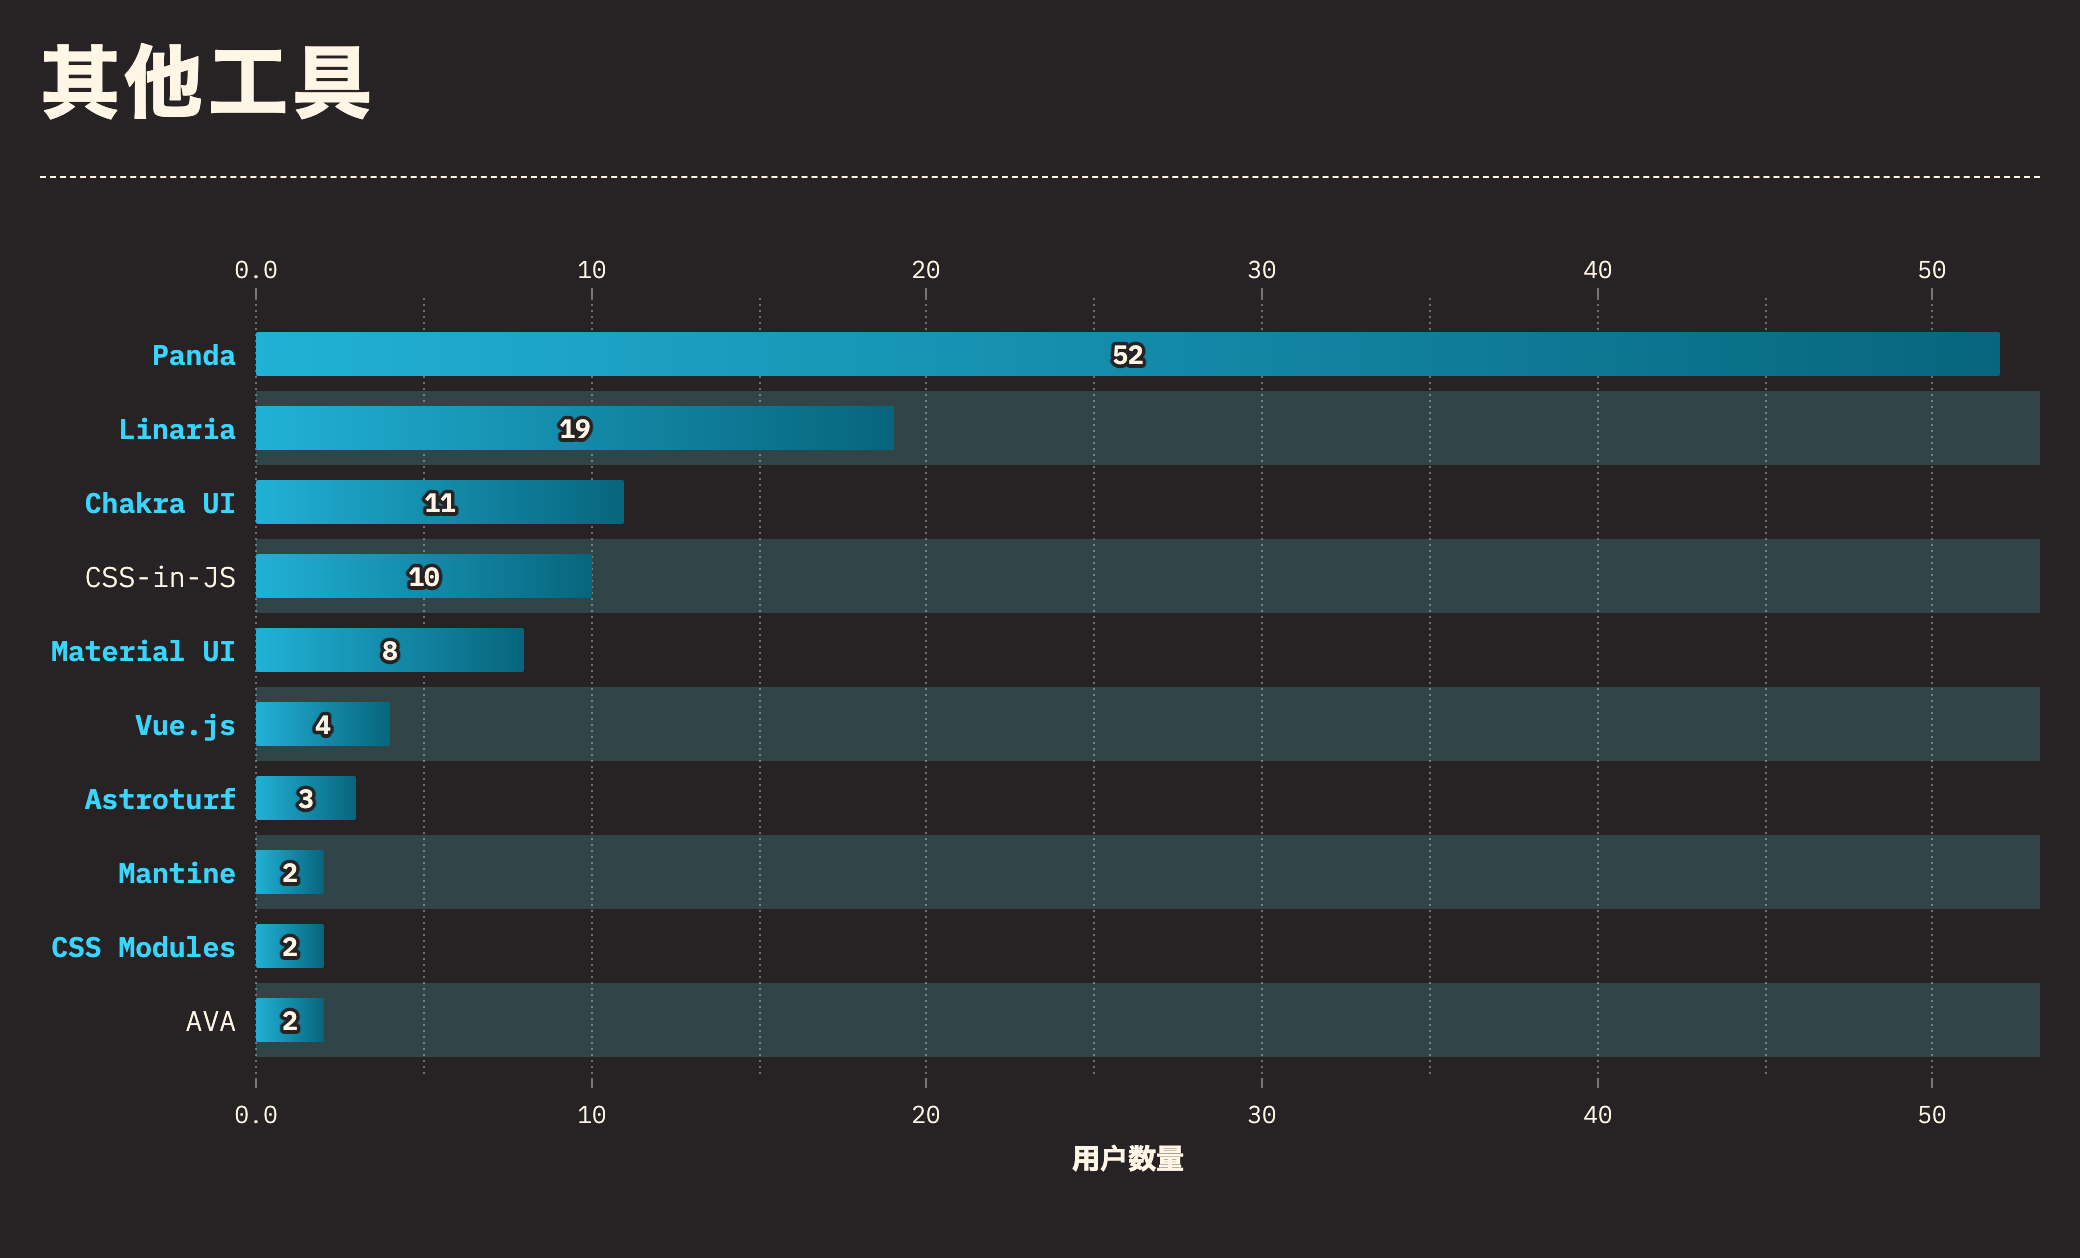 其他工具
0.0 10 20 30 40 50
Panda 52
Linaria 19
Chakra UI 11
CSS-in-JS 10
Material UI 8
Vue.js 4
Astroturf 3
Mantine 2
CSS Modules 2
AVA 2
0.0 10 20 30 40 50
用户数量